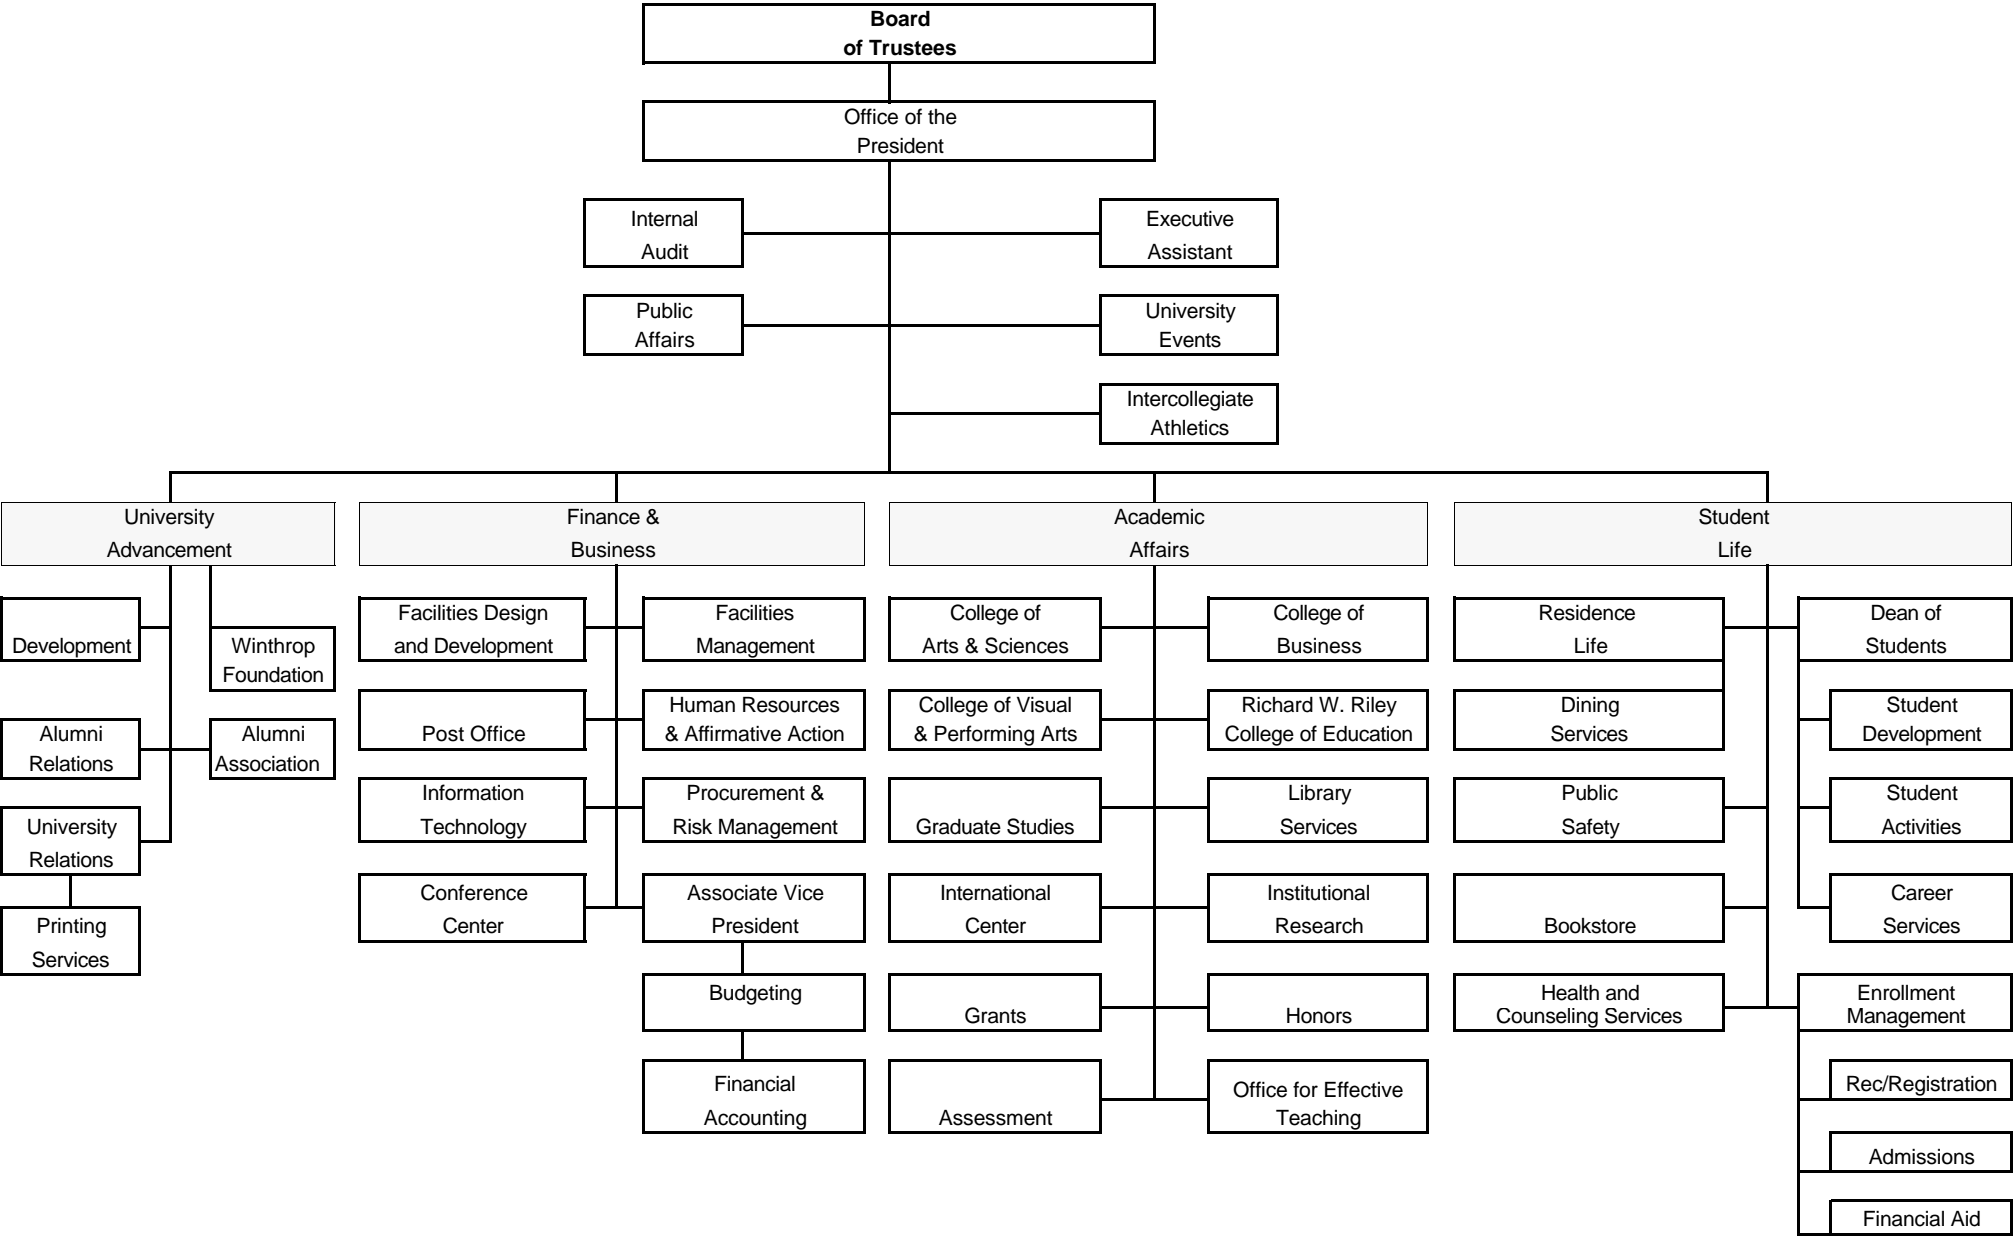 Board
of Trustees
Office of the
President
Internal
Audit
Executive
Assistant
Public
Affairs
University
Events
Intercollegiate
Athletics
University
Advancement
Finance &
Business
Academic
Affairs
Student
Life
Development
Winthrop
Foundation
Alumni
Relations
Alumni
Association
University
Relations
Printing
Services
Facilities Design
and Development
Facilities
Management
Post Office
Human Resources
& Affirmative Action
Information
Technology
Procurement &
Risk Management
Conference
Center
Associate Vice
President
Budgeting
Financial
Accounting
College of
Arts & Sciences
College of
Business
College of Visual
& Performing Arts
Richard W. Riley
College of Education
Graduate Studies
Library
Services
International
Center
Institutional
Research
Grants
Honors
Assessment
Office for Effective
Teaching
Residence
Life
Dean of
Students
Dining
Services
Student
Development
Public
Safety
Student
Activities
Bookstore
Career
Services
Health and
Counseling Services
Enrollment
Management
Rec/Registration
Admissions
Financial Aid